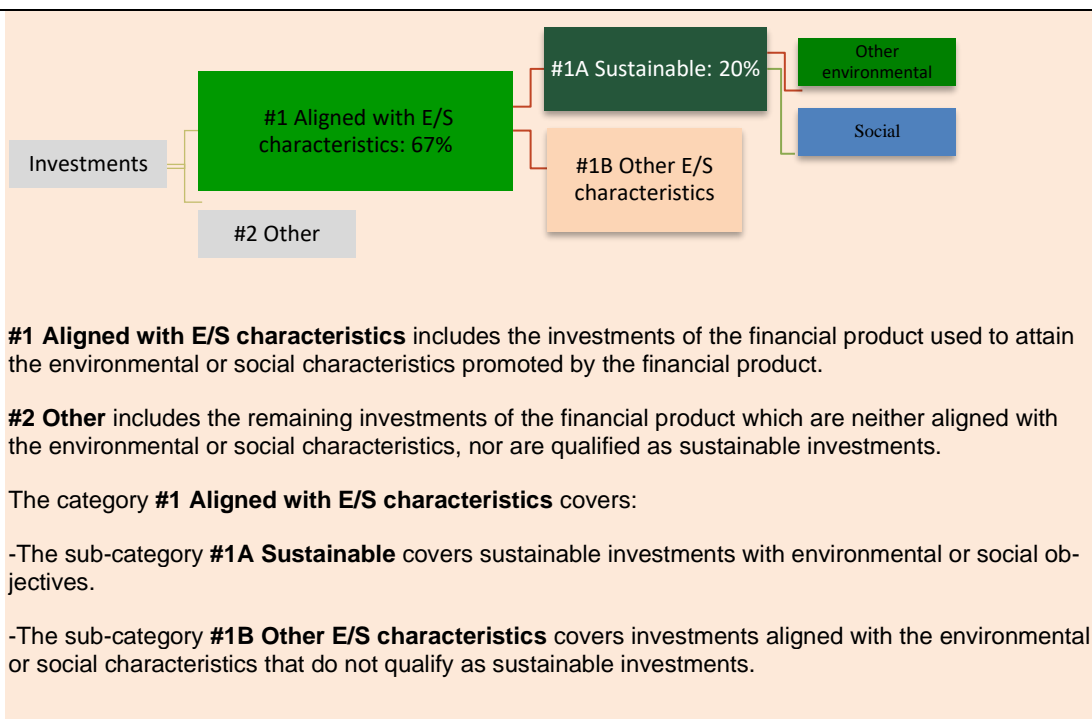 Investments
#1 Aligned with E/S
characteristics: 67%
#2 Other
#1A Sustainable: 20%
#1B Other E/S
characteristics
Other
environmental
Social
#1 Aligned with E/S characteristics includes the investments of the financial product used to attain
the environmental or social characteristics promoted by the financial product.
#2 Other includes the remaining investments of the financial product which are neither aligned with
the environmental or social characteristics, nor are qualified as sustainable investments.
The category #1 Aligned with E/S characteristics covers:
-The sub-category #1A Sustainable covers sustainable investments with environmental or social ob-
jectives.
-The sub-category #1B Other E/S characteristics covers investments aligned with the environmental
or social characteristics that do not qualify as sustainable investments.